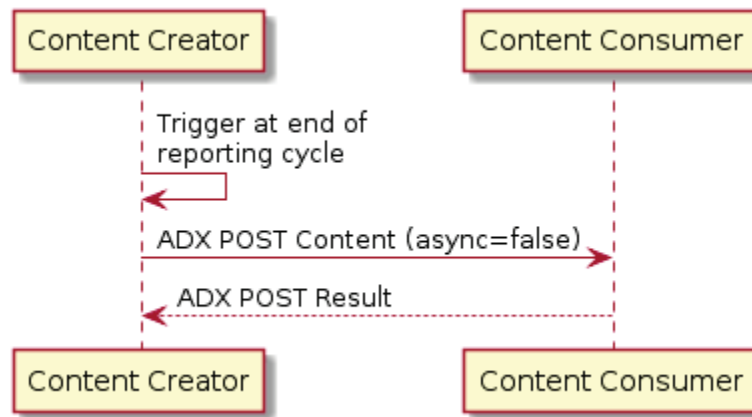 Content Creator
Content Consumer
Trigger at end of
reporting cycle
ADX POST Content (async=false)
ADX POST Result
Content Creator
Content Consumer